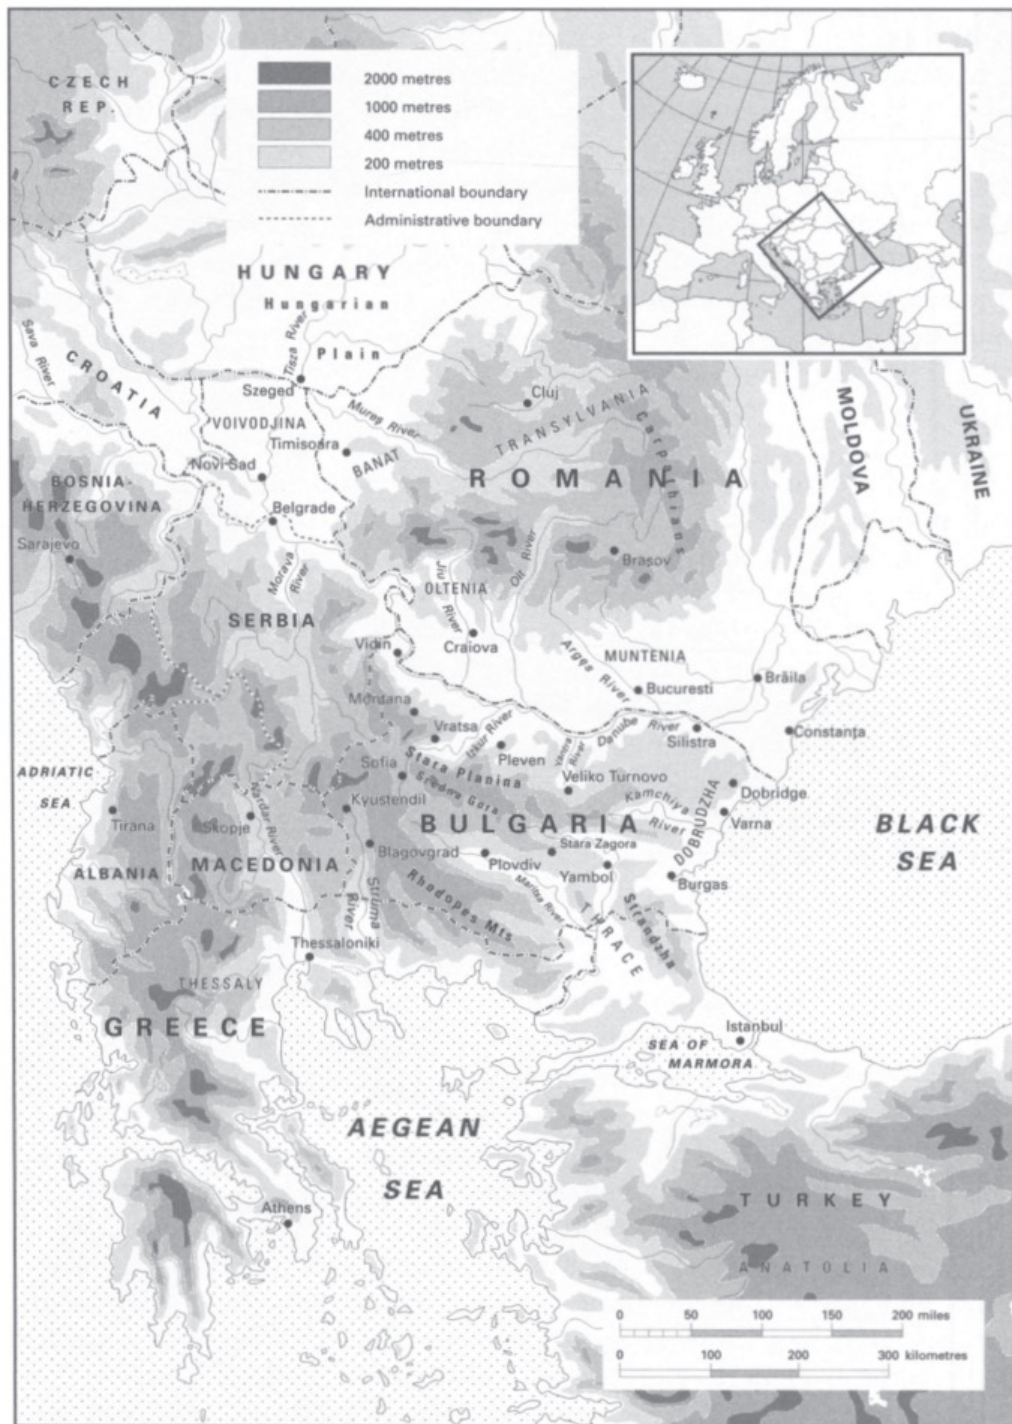 CZECH
REP.
2000 metres
1000 metres
400 metres
200 metres
International boundary
Administrative boundary
HUNGARY
Hungarian
Plain
Tisza River
Sava River
CROATIA
Szeged
VOIVODJINA
Mureş River
Cluj
TRANSYLVANIA
Carpathians
MOLDOVA
UKRAINE
Timisoara
BANAT
Novi Sad
ROMANIA
BOSNIA-
HERZEGOVINA
Belgrade
Sarajevo
Morava
River
Jiu
River
OLTENIA
Olt River
Braşov
SERBIA
Vidin
Craiova
Argeş River
MUNTENIA
Bucuresti
Brăila
Montana
Vratsa
Izkur River
Pleven
Yantra
River
Danube River
Silistra
Constanţa
ADRIATIC
SEA
Sofia
Stara Planina
Sredna Gora
Veliko Turnovo
Dobridge
Kyustendil
Kamchiya
River
DOBRUDZHA
Varna
Tirana
Skopje
Nardar River
BULGARIA
BLACK
SEA
ALBANIA
MACEDONIA
Blagovgrad
Plovdiv
Stara Zagora
Yambol
Burgas
Struma
River
Rhodopes Mts
Maritsa River
THRACE
Strandzha
Thessaloniki
THESSALY
GREECE
Istanbul
SEA OF
MARMORA
AEGEAN
SEA
Athens
TURKEY
ANATOLIA
0 50 100 150 200 miles
0 100 200 300 kilometres